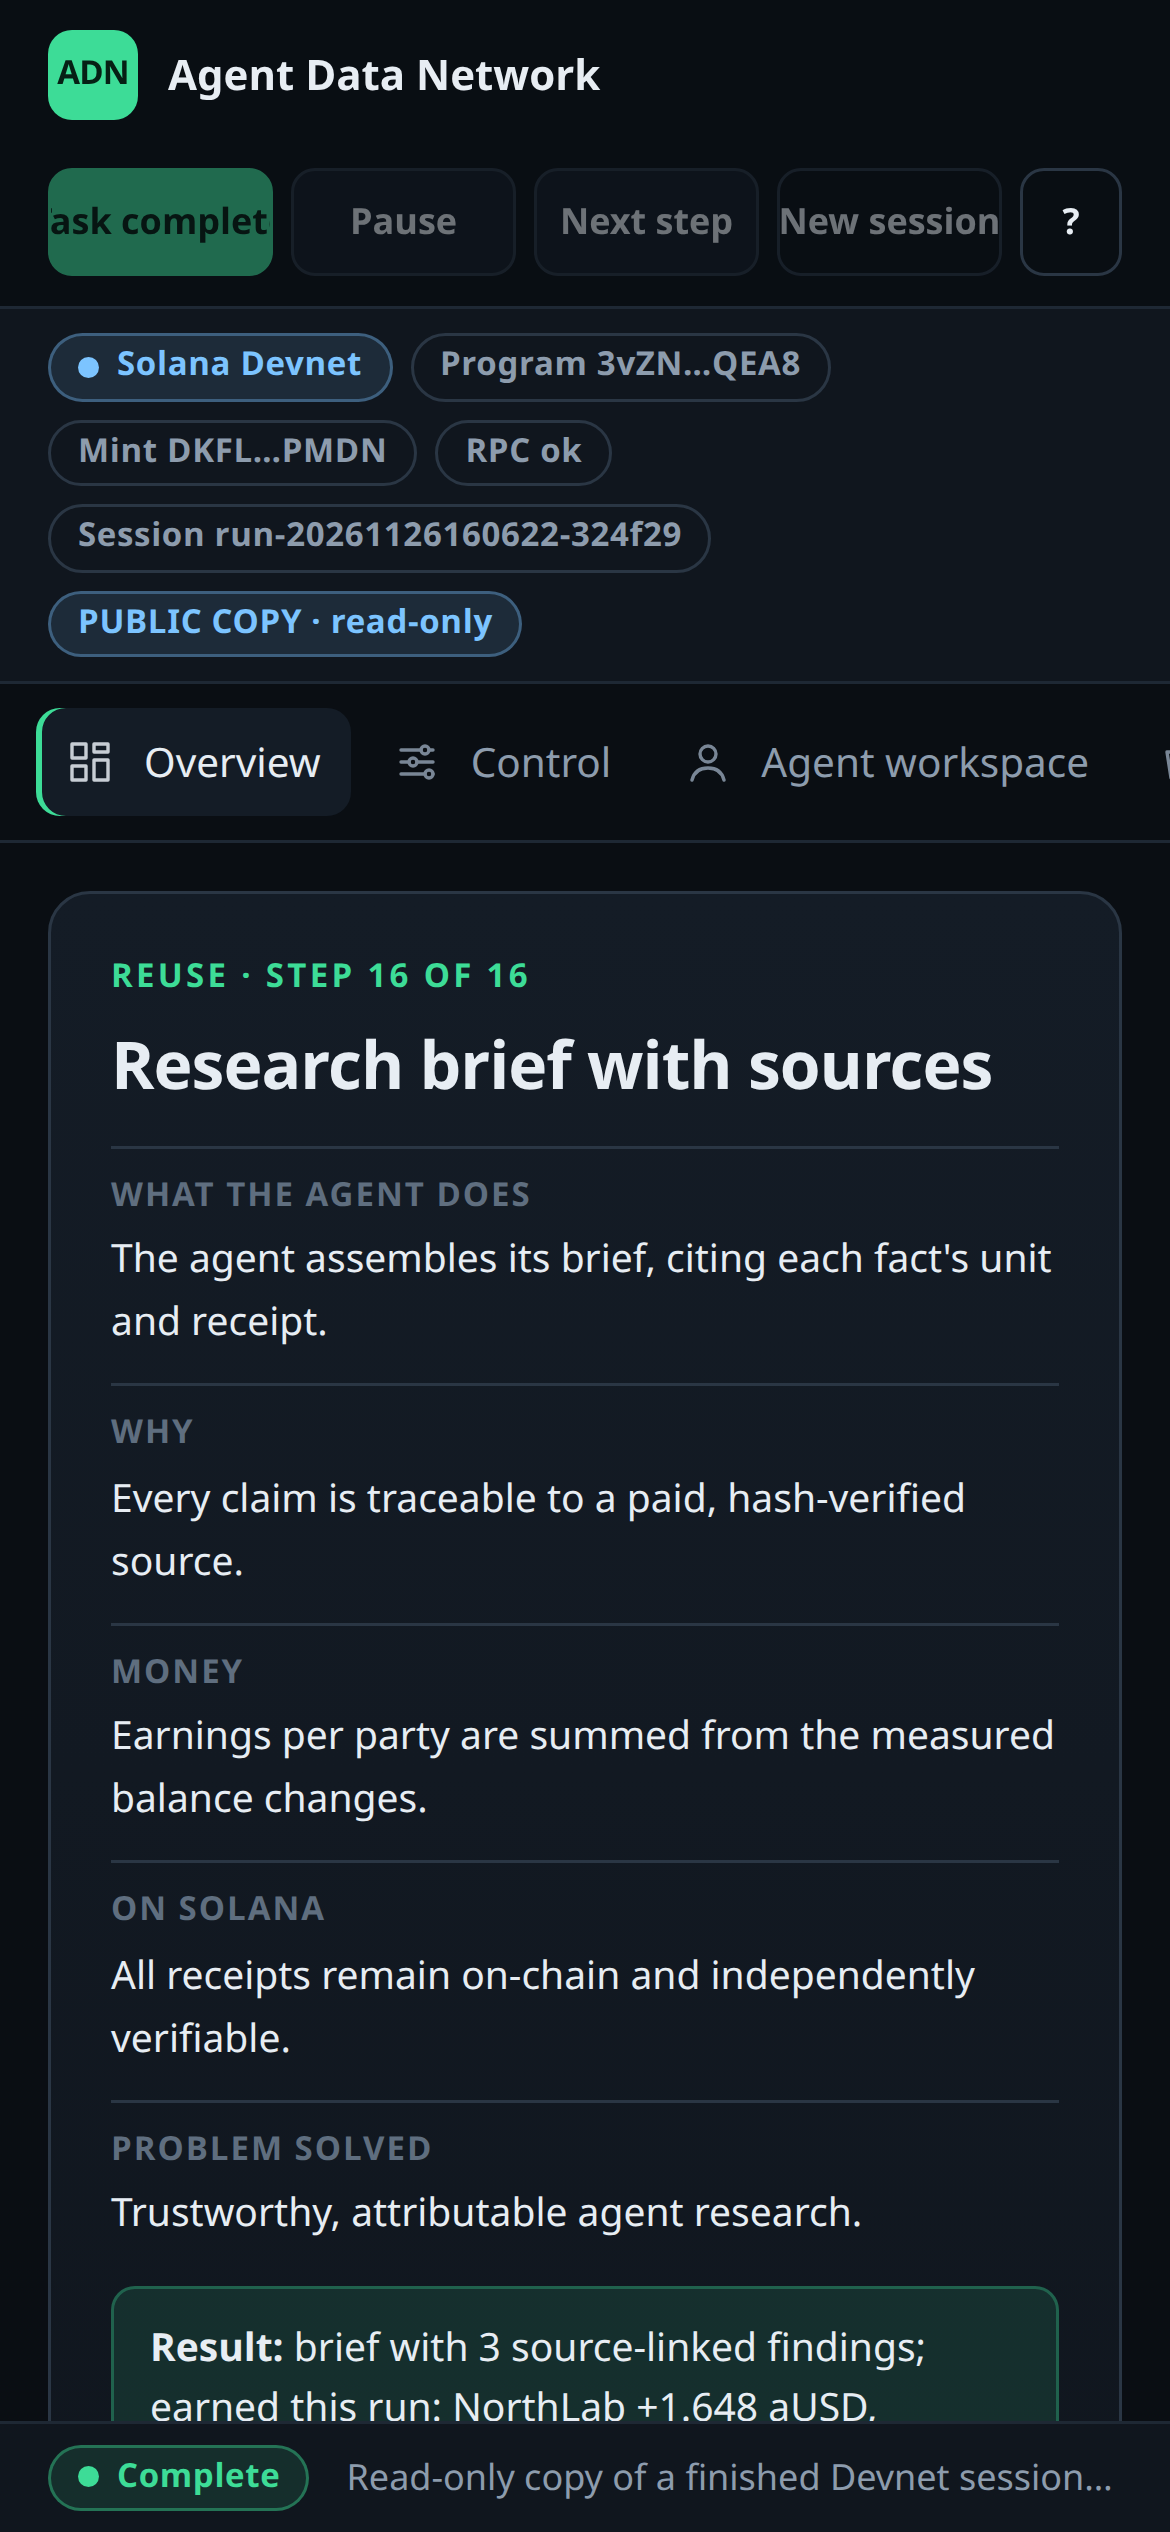 ADN
Agent Data Network
ask complet
Pause
Next step
New session
?
Solana Devnet
Program 3vZN…QEA8
Mint DKFL…PMDN
RPC ok
Session run-20261126160622-324f29
PUBLIC COPY · read-only
Overview
Control
Agent workspace
REUSE · STEP 16 OF 16
Research brief with sources
WHAT THE AGENT DOES
The agent assembles its brief, citing each fact's unit
and receipt.
WHY
Every claim is traceable to a paid, hash-verified
source.
MONEY
Earnings per party are summed from the measured
balance changes.
ON SOLANA
All receipts remain on-chain and independently
verifiable.
PROBLEM SOLVED
Trustworthy, attributable agent research.
Result: brief with 3 source-linked findings;
earned this run: NorthLab +1.648 aUSD,
Complete
Read-only copy of a finished Devnet session…